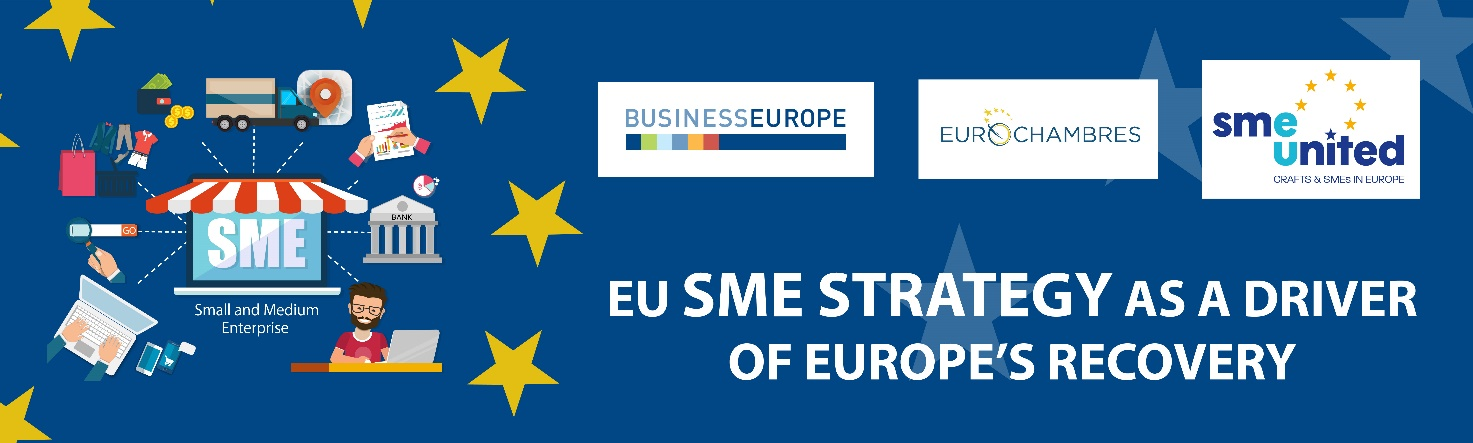 BUSINESSEUROPE
EUROCHAMBRES
sme
united
CRAFTS & SMEs IN EUROPE
GO
BANK
SME
Small and Medium
Enterprise
EU SME STRATEGY AS A DRIVER
OF EUROPE'S RECOVERY